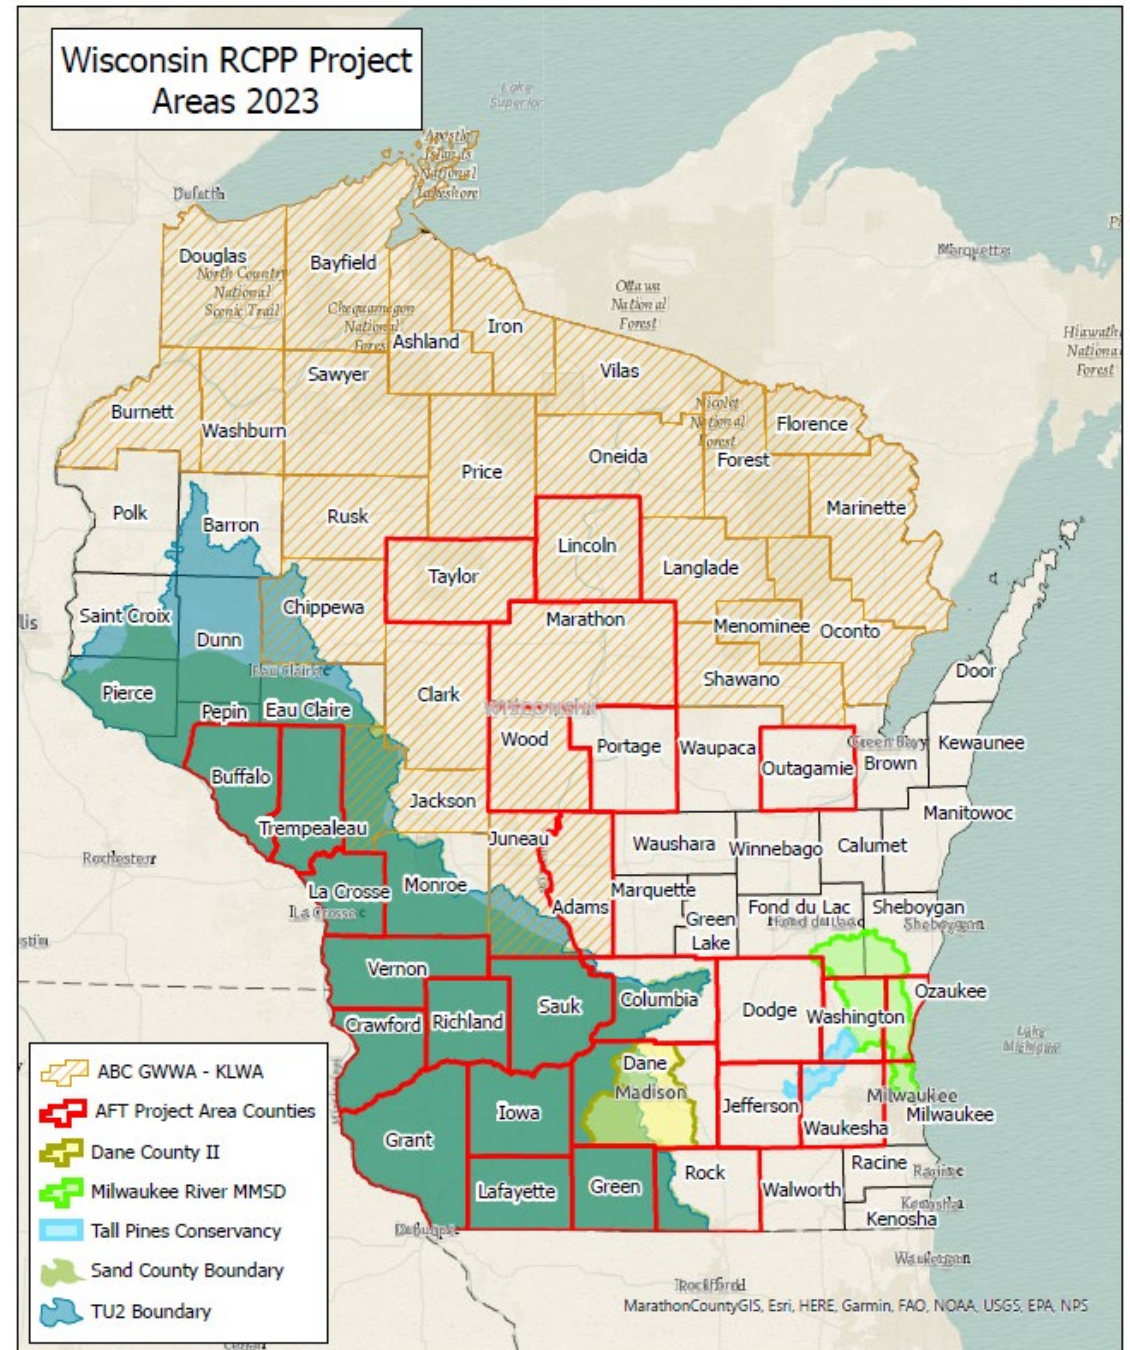 Wisconsin RCPP Project
Areas 2023
Lake
Superior
Apostle
Islands
National
Lakeshore
Duluth
Marquette
Douglas
Bayfield
North Country
National
Scenic Trail
Chequamegon
National
Forest
Ashland
Iron
Ottawa
National
Forest
Hiawath
Nationa
Forest
Vilas
Sawyer
Burnett
Washburn
Nicolet
National
Forest
Florence
Oneida
Forest
Price
Marinette
Polk
Barron
Rusk
Lincoln
Taylor
Langlade
Chippewa
Marathon
Saint Croix
lis
Dunn
Menominee
Oconto
Eau Claire
Door
Shawano
Pierce
Clark
Pepin
Eau Claire
Wisconsin
Wood
Portage
Waupaca
Green Bay
Kewaunee
Outagamie
Brown
Buffalo
Jackson
Manitowoc
Trempealeau
Juneau
Waushara
Winnebago
Calumet
Rochester
La Crosse
Monroe
Marquette
La Crosse
Adams
Green
Lake
Fond du Lac
Fond du Lac
Sheboygan
Sheboygan
stin
Vernon
Sauk
Columbia
Dodge
Washington
Ozaukee
Crawford
Richland
Lake
Michigan
Dane
Madison
Milwaukee
Milwaukee
Jefferson
Waukesha
Iowa
Grant
Racine
Racine
Rock
Walworth
Lafayette
Green
Kenosha
Kenosha
Dubuque
Waukegan
Rockford
ABC GWWA - KLWA
AFT Project Area Counties
Dane County II
Milwaukee River MMSD
Tall Pines Conservancy
Sand County Boundary
TU2 Boundary
MarathonCountyGIS, Esri, HERE, Garmin, FAO, NOAA, USGS, EPA, NPS